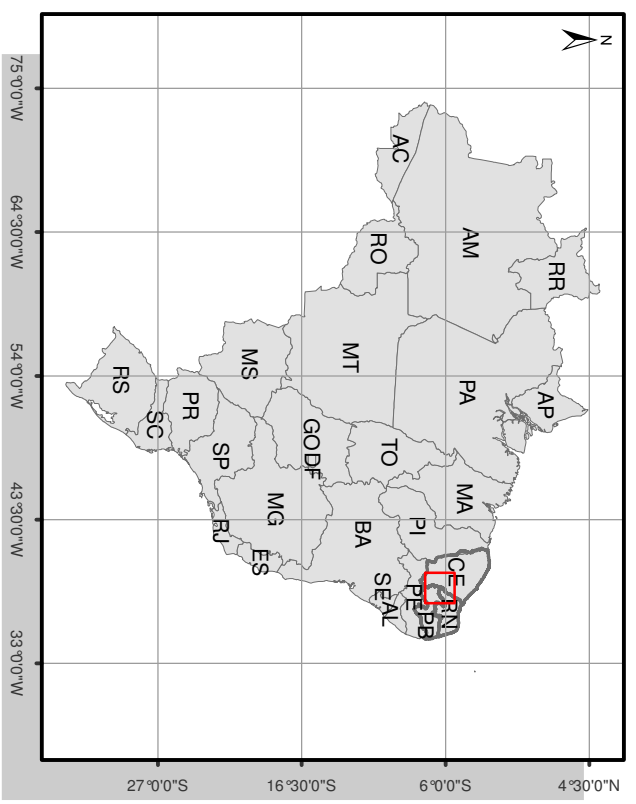 N
75°0'0"W
64°30'0"W
54°0'0"W
43°30'0"W
33°0'0"W
4°30'0"N
6°0'0"S
16°30'0"S
27°0'0"S
RR
AP
AM
PA
MA
CE
RN
PI
PB
PE
AC
RO
TO
SEAL
BA
MT
GODF
MG
ES
MS
SP
RJ
PR
SC
RS